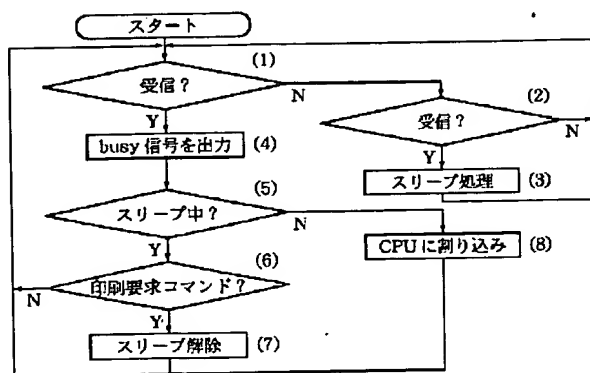 スタート
(1)
受信？
N
Y
(2)
受信？
N
Y
(4)
busy 信号を出力
スリープ処理
(3)
(5)
スリープ中？
N
Y
CPU に割り込み
(8)
(6)
印刷要求コマンド？
N
Y
スリープ解除
(7)